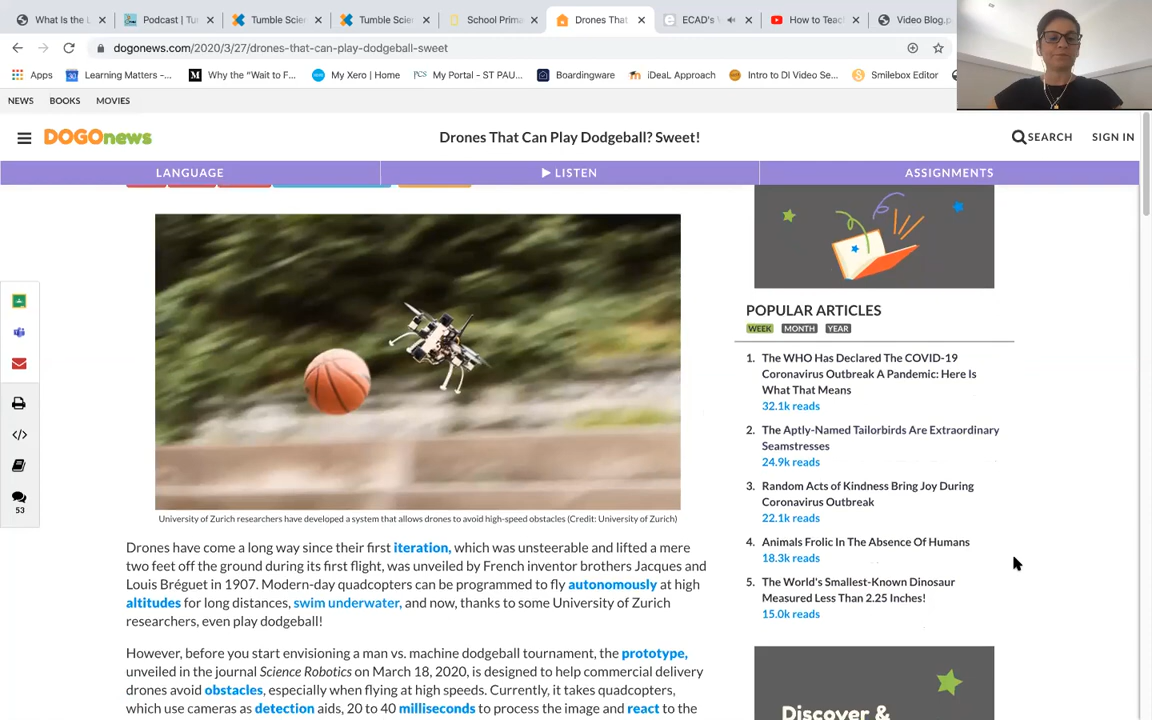 What Is the L
Podcast | Tu
Tumble Scie
Tumble Scie
School Prima
Drones That
ECAD's
How to Teac
Video Blog.p
dogonews.com/2020/3/27/drones-that-can-play-dodgeball-sweet
Apps
Learning Matters -...
Why the "Wait to F...
My Xero | Home
My Portal - ST PAU...
Boardingware
iDeaL Approach
Intro to DI Video Se...
Smilebox Editor
NEWS BOOKS MOVIES
DOGOnews
Drones That Can Play Dodgeball? Sweet!
SEARCH SIGN IN
LANGUAGE
LISTEN
ASSIGNMENTS
University of Zurich researchers have developed a system that allows drones to avoid high-speed obstacles (Credit: University of Zurich)
Drones have come a long way since their first iteration, which was unsteerable and lifted a mere
two feet off the ground during its first flight, was unveiled by French inventor brothers Jacques and
Louis Bréguet in 1907. Modern-day quadcopters can be programmed to fly autonomously at high
altitudes for long distances, swim underwater, and now, thanks to some University of Zurich
researchers, even play dodgeball!
However, before you start envisioning a man vs. machine dodgeball tournament, the prototype,
unveiled in the journal Science Robotics on March 18, 2020, is designed to help commercial delivery
drones avoid obstacles, especially when flying at high speeds. Currently, it takes quadcopters,
which use cameras as detection aids, 20 to 40 milliseconds to process the image and react to the
53
POPULAR ARTICLES
WEEK MONTH YEAR
1. The WHO Has Declared The COVID-19
Coronavirus Outbreak A Pandemic: Here Is
What That Means
32.1k reads
2. The Aptly-Named Tailorbirds Are Extraordinary
Seamstresses
24.9k reads
3. Random Acts of Kindness Bring Joy During
Coronavirus Outbreak
22.1k reads
4. Animals Frolic In The Absence Of Humans
18.3k reads
5. The World's Smallest-Known Dinosaur
Measured Less Than 2.25 Inches!
15.0k reads
Discover &